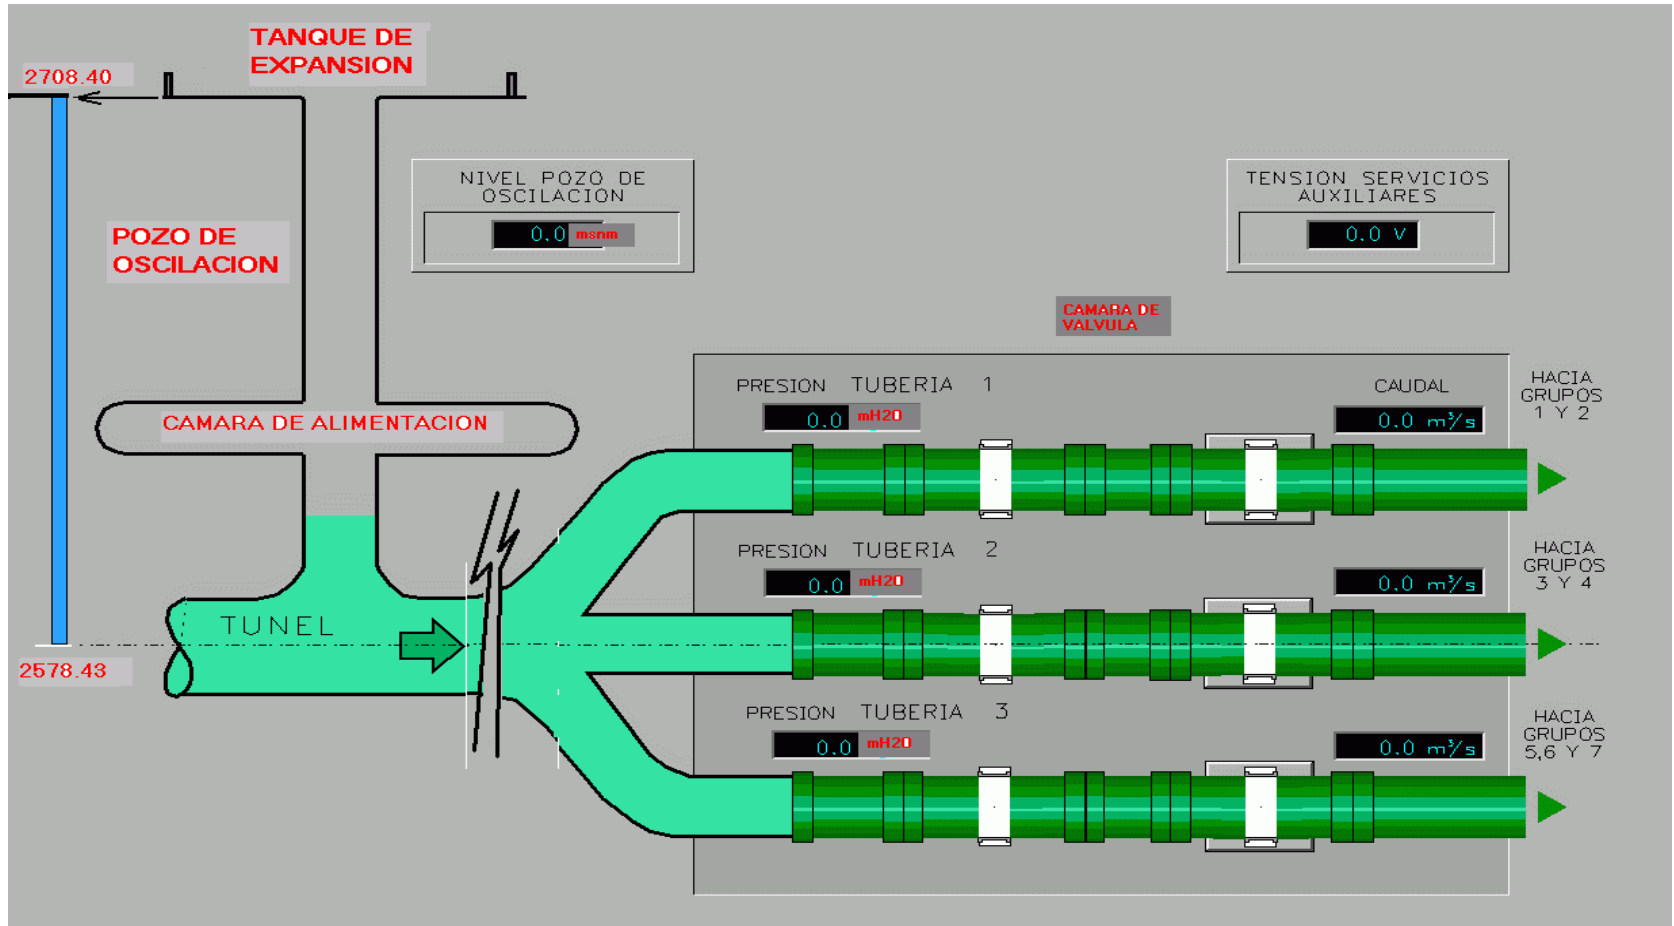 TANQUE DE
EXPANSION
2708.40
NIVEL POZO DE
OSCILACION
0.0 msnm
TENSION SERVICIOS
AUXILIARES
0.0 V
POZO DE
OSCILACION
CAMARA DE
VALVULA
PRESION TUBERIA 1
0.0 mH2O
CAUDAL
0.0 m³/s
HACIA
GRUPOS
1 Y 2
CAMARA DE ALIMENTACION
PRESION TUBERIA 2
0.0 mH2O
0.0 m³/s
HACIA
GRUPOS
3 Y 4
TUNEL
2578.43
PRESION TUBERIA 3
0.0 mH2O
0.0 m³/s
HACIA
GRUPOS
5,6 Y 7